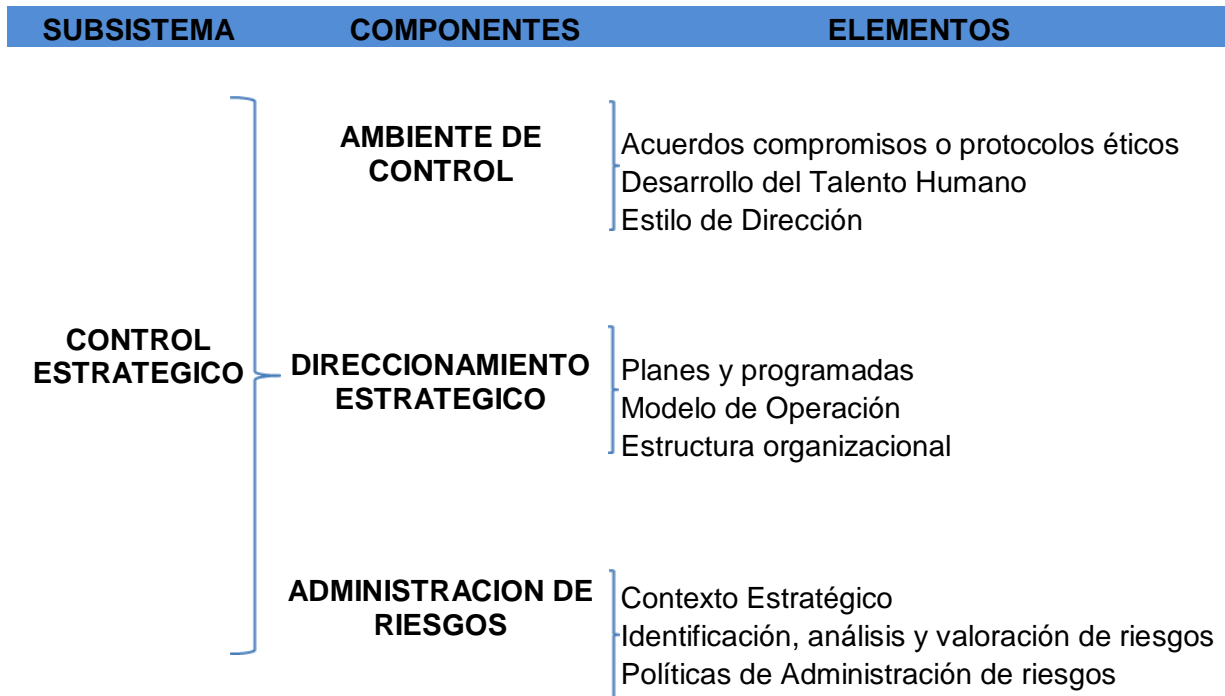 SUBSISTEMA COMPONENTES ELEMENTOS
AMBIENTE DE
CONTROL
Acuerdos compromisos o protocolos éticos
Desarrollo del Talento Humano
Estilo de Dirección
CONTROL
ESTRATEGICO
DIRECCIONAMIENTO
ESTRATEGICO
Planes y programadas
Modelo de Operación
Estructura organizacional
ADMINISTRACION DE
RIESGOS
Contexto Estratégico
Identificación, análisis y valoración de riesgos
Políticas de Administración de riesgos